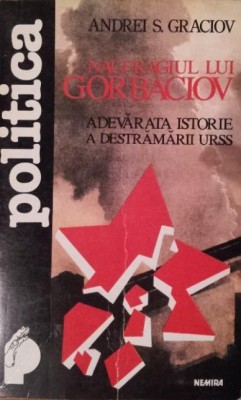 ANDREI S. GRACIOV
NAUFRAGIUL LUI
GORBACIOV
ADEVĂRATA ISTORIE
A DESTRĂMĂRII URSS
politica
NEMIRA